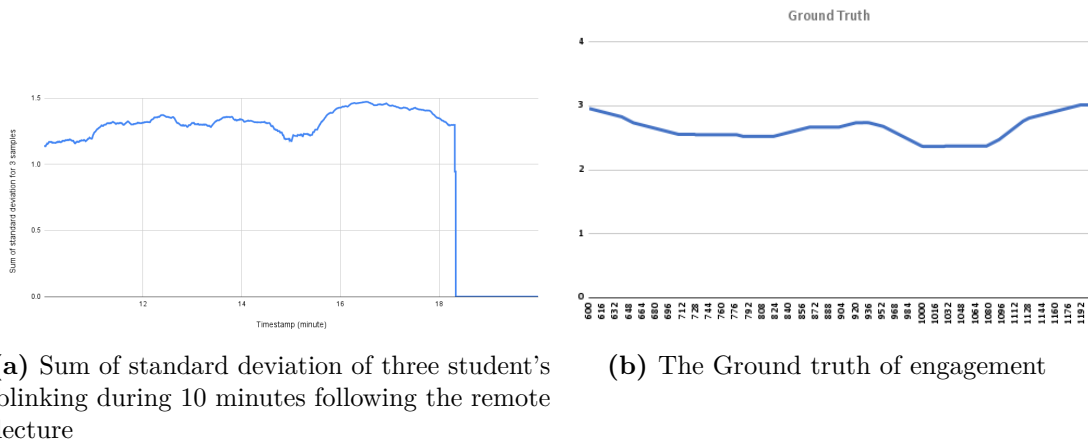 Ground Truth
Sum of standard deviation for 3 samples
1.5
1.0
0.5
0.0
12 14 16 18
Timestamp (minute)
4
3
2
1
0
600 616 632 648 664 680 696 712 728 744 760 776 792 808 824 840 856 872 888 904 920 936 952 968 984 1000 1016 1032 1048 1064 1080 1096 1112 1128 1144 1160 1176 1192
a) Sum of standard deviation of three student's
blinking during 10 minutes following the remote
lecture
(b) The Ground truth of engagement